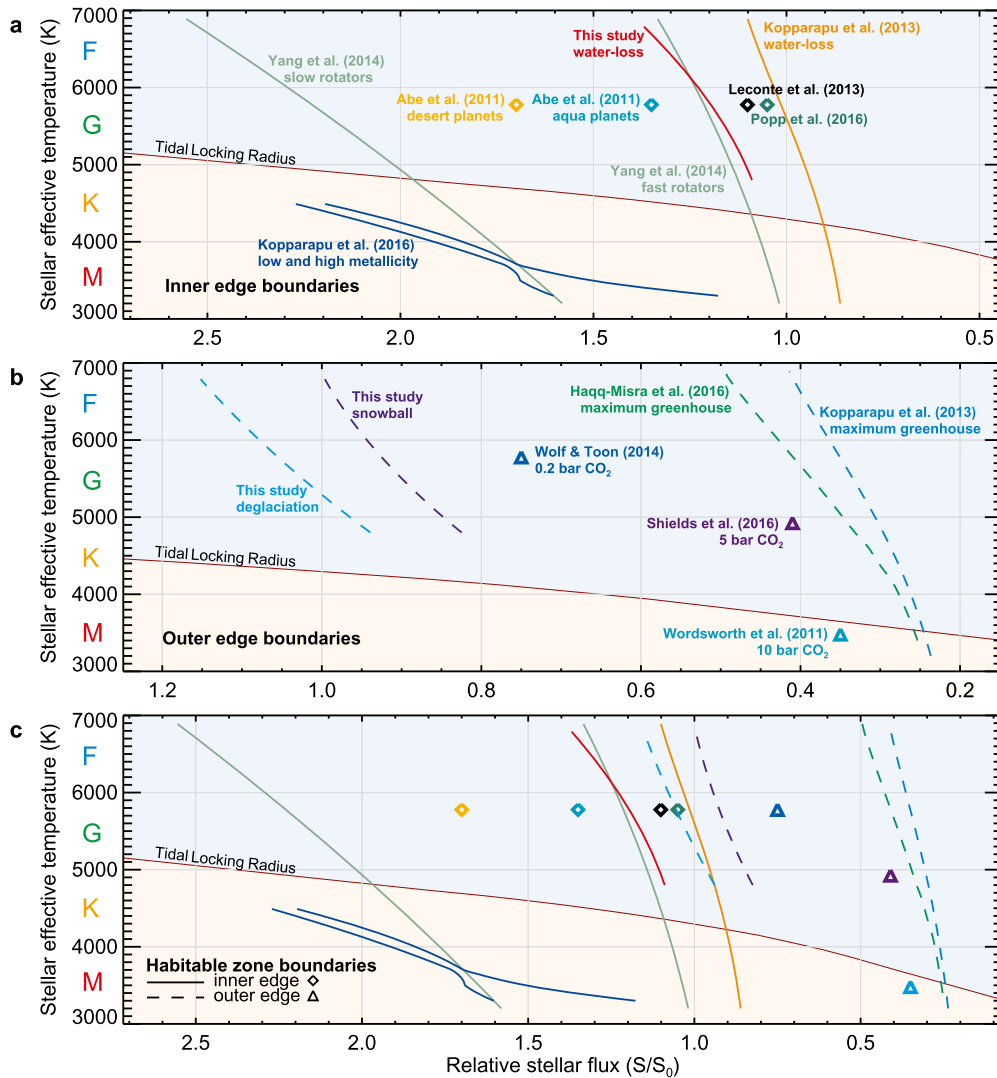 a
7000
6000
5000
4000
3000
Stellar effective temperature (K)
F
G
K
M
Yang et al. (2014)
slow rotators
This study
water-loss
Kopparapu et al. (2013)
water-loss
Abe et al. (2011)
desert planets
Abe et al. (2011)
aqua planets
Leconte et al. (2013)
Popp et al. (2016)
Tidal Locking Radius
Yang et al. (2014)
fast rotators
Kopparapu et al. (2016)
low and high metallicity
Inner edge boundaries
2.5
2.0
1.5
1.0
0.5
b
7000
6000
5000
4000
3000
Stellar effective temperature (K)
F
G
K
M
This study
snowball
Haqq-Misra et al. (2016)
maximum greenhouse
Kopparapu et al. (2013)
maximum greenhouse
Wolf & Toon (2014)
0.2 bar CO₂
This study
deglaciation
Shields et al. (2016)
5 bar CO₂
Tidal Locking Radius
Wordsworth et al. (2011)
10 bar CO₂
Outer edge boundaries
1.2
1.0
0.8
0.6
0.4
0.2
c
7000
6000
5000
4000
3000
Stellar effective temperature (K)
F
G
K
M
Tidal Locking Radius
Habitable zone boundaries
inner edge
outer edge
2.5
2.0
1.5
1.0
0.5
Relative stellar flux (S/S₀)